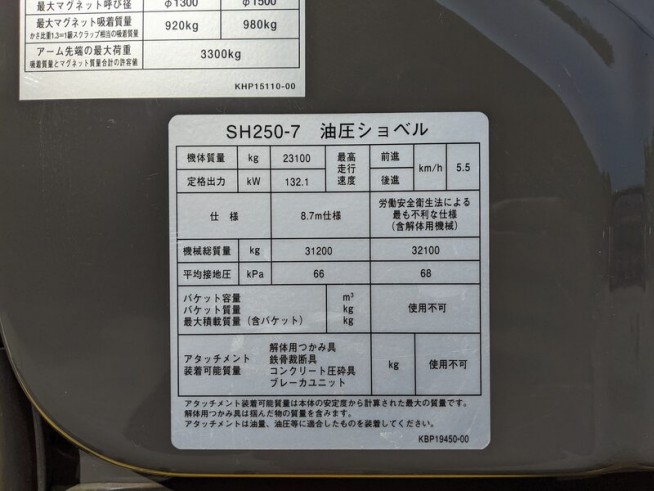 最大マグネット呼び径 φ1300 φ1500
最大マグネット吸着質量 920kg 980kg
かさ比重1.3=1級スクラップ相当の吸着質量
アーム先端の最大荷重 3300kg
吸着質量とマグネット質量合計の許容値
KHP15110-00
SH250-7 油圧ショベル
機体質量 kg 23100 最高走行速度 前進 km/h 5.5
定格出力 kW 132.1 後進
仕様 8.7m仕様 労働安全衛生法による
最も不利な仕様
(含解体用機械)
機械総質量 kg 31200 32100
平均接地圧 kPa 66 68
バケット容量 m³
バケット質量 kg 使用不可
最大積載質量(含バケット) kg
解体用つかみ具
アタッチメント 鉄骨裁断具 kg 使用不可
装着可能質量 コンクリート圧砕具
ブレーカユニット
アタッチメント装着可能質量は本体の安定度から計算された最大の質量です。
解体用つかみ具は掴んだ物の質量を含みます。
アタッチメントは油量、油圧等に適合したものを装着してください。
KBP19450-00